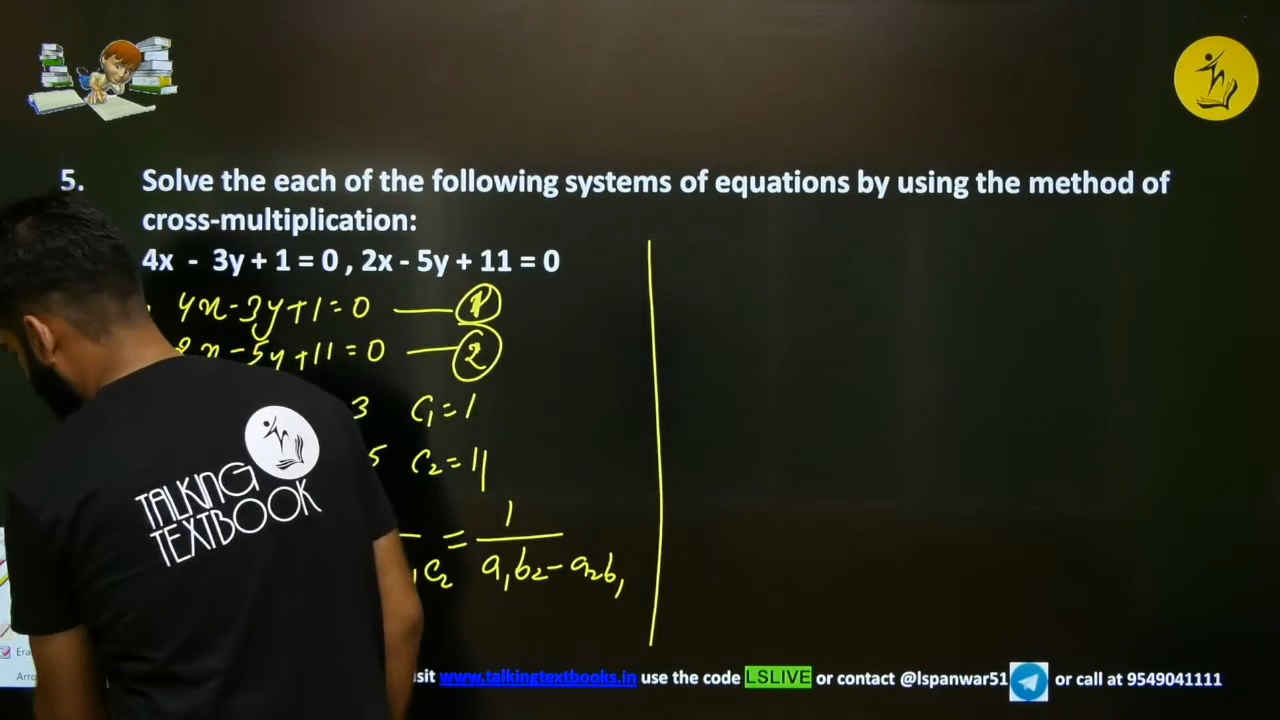 5. Solve the each of the following systems of equations by using the method of
cross-multiplication:
4x - 3y + 1 = 0 , 2x - 5y + 11 = 0
4x-3y+1=0 — 1
2x-5y+11=0 — 2
3 C₁=1
5 C₂=11
= 1
C₂ a₁b₂-a₂b₁
TALKING
TEXTBOOK
www.talkingtextbooks.in use the code LSLIVE or contact @lspanwar51 or call at 9549041111